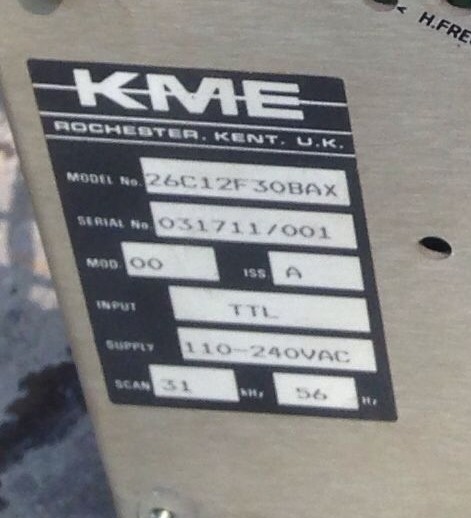 < H.FRE
KME
ROCHESTER. KENT. U.K.
MODEL No. 26C12F30BAX
SERIAL No. 031711/001
MOD. 00 ISS A
INPUT TTL
SUPPLY 110-240VAC
SCAN 31 kHz 56 Hz